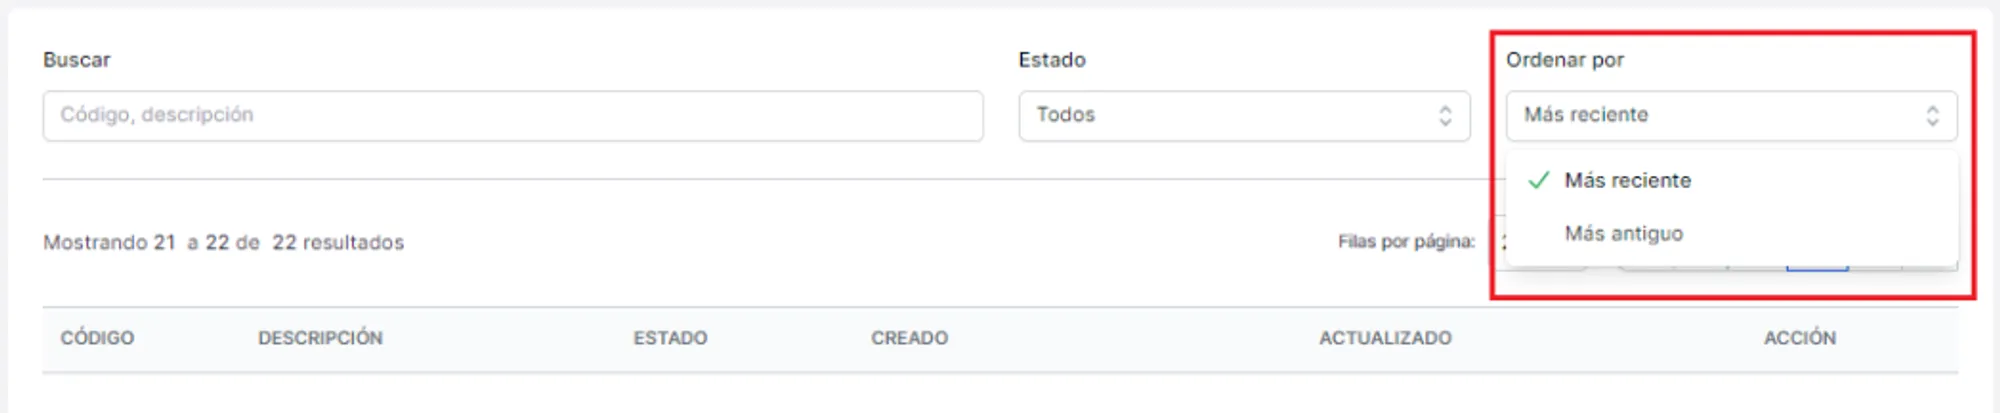 Buscar
Estado
Ordenar por
Código, descripción
Todos
Más reciente
Más reciente
Más antiguo
Mostrando 21 a 22 de 22 resultados
Filas por página:
CÓDIGO DESCRIPCIÓN ESTADO CREADO ACTUALIZADO ACCIÓN